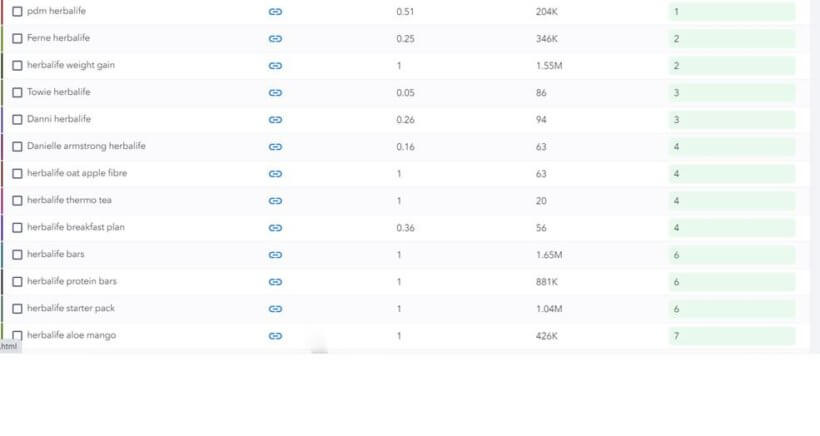 pdm herbalife 0.51 204K 1
Ferne herbalife 0.25 346K 2
herbalife weight gain 1 1.55M 2
Towie herbalife 0.05 86 3
Danni herbalife 0.26 94 3
Danielle armstrong herbalife 0.16 63 4
herbalife oat apple fibre 1 63 4
herbalife thermo tea 1 20 4
herbalife breakfast plan 0.36 56 4
herbalife bars 1 1.65M 6
herbalife protein bars 1 881K 6
herbalife starter pack 1 1.04M 6
herbalife aloe mango 1 426K 7
.html